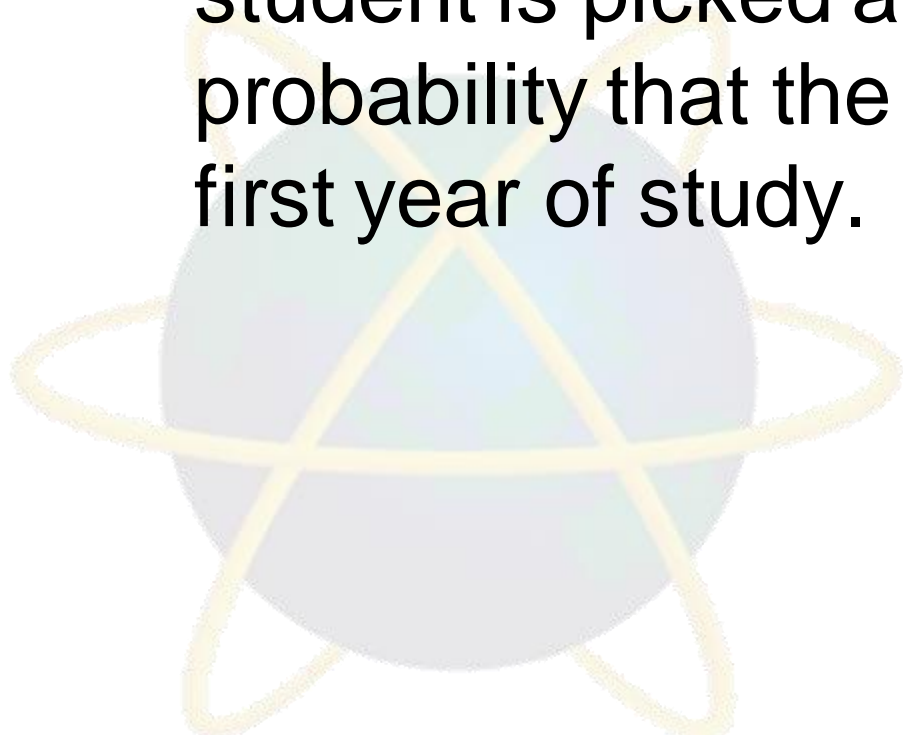 student is picked a
probability that the
first year of study.